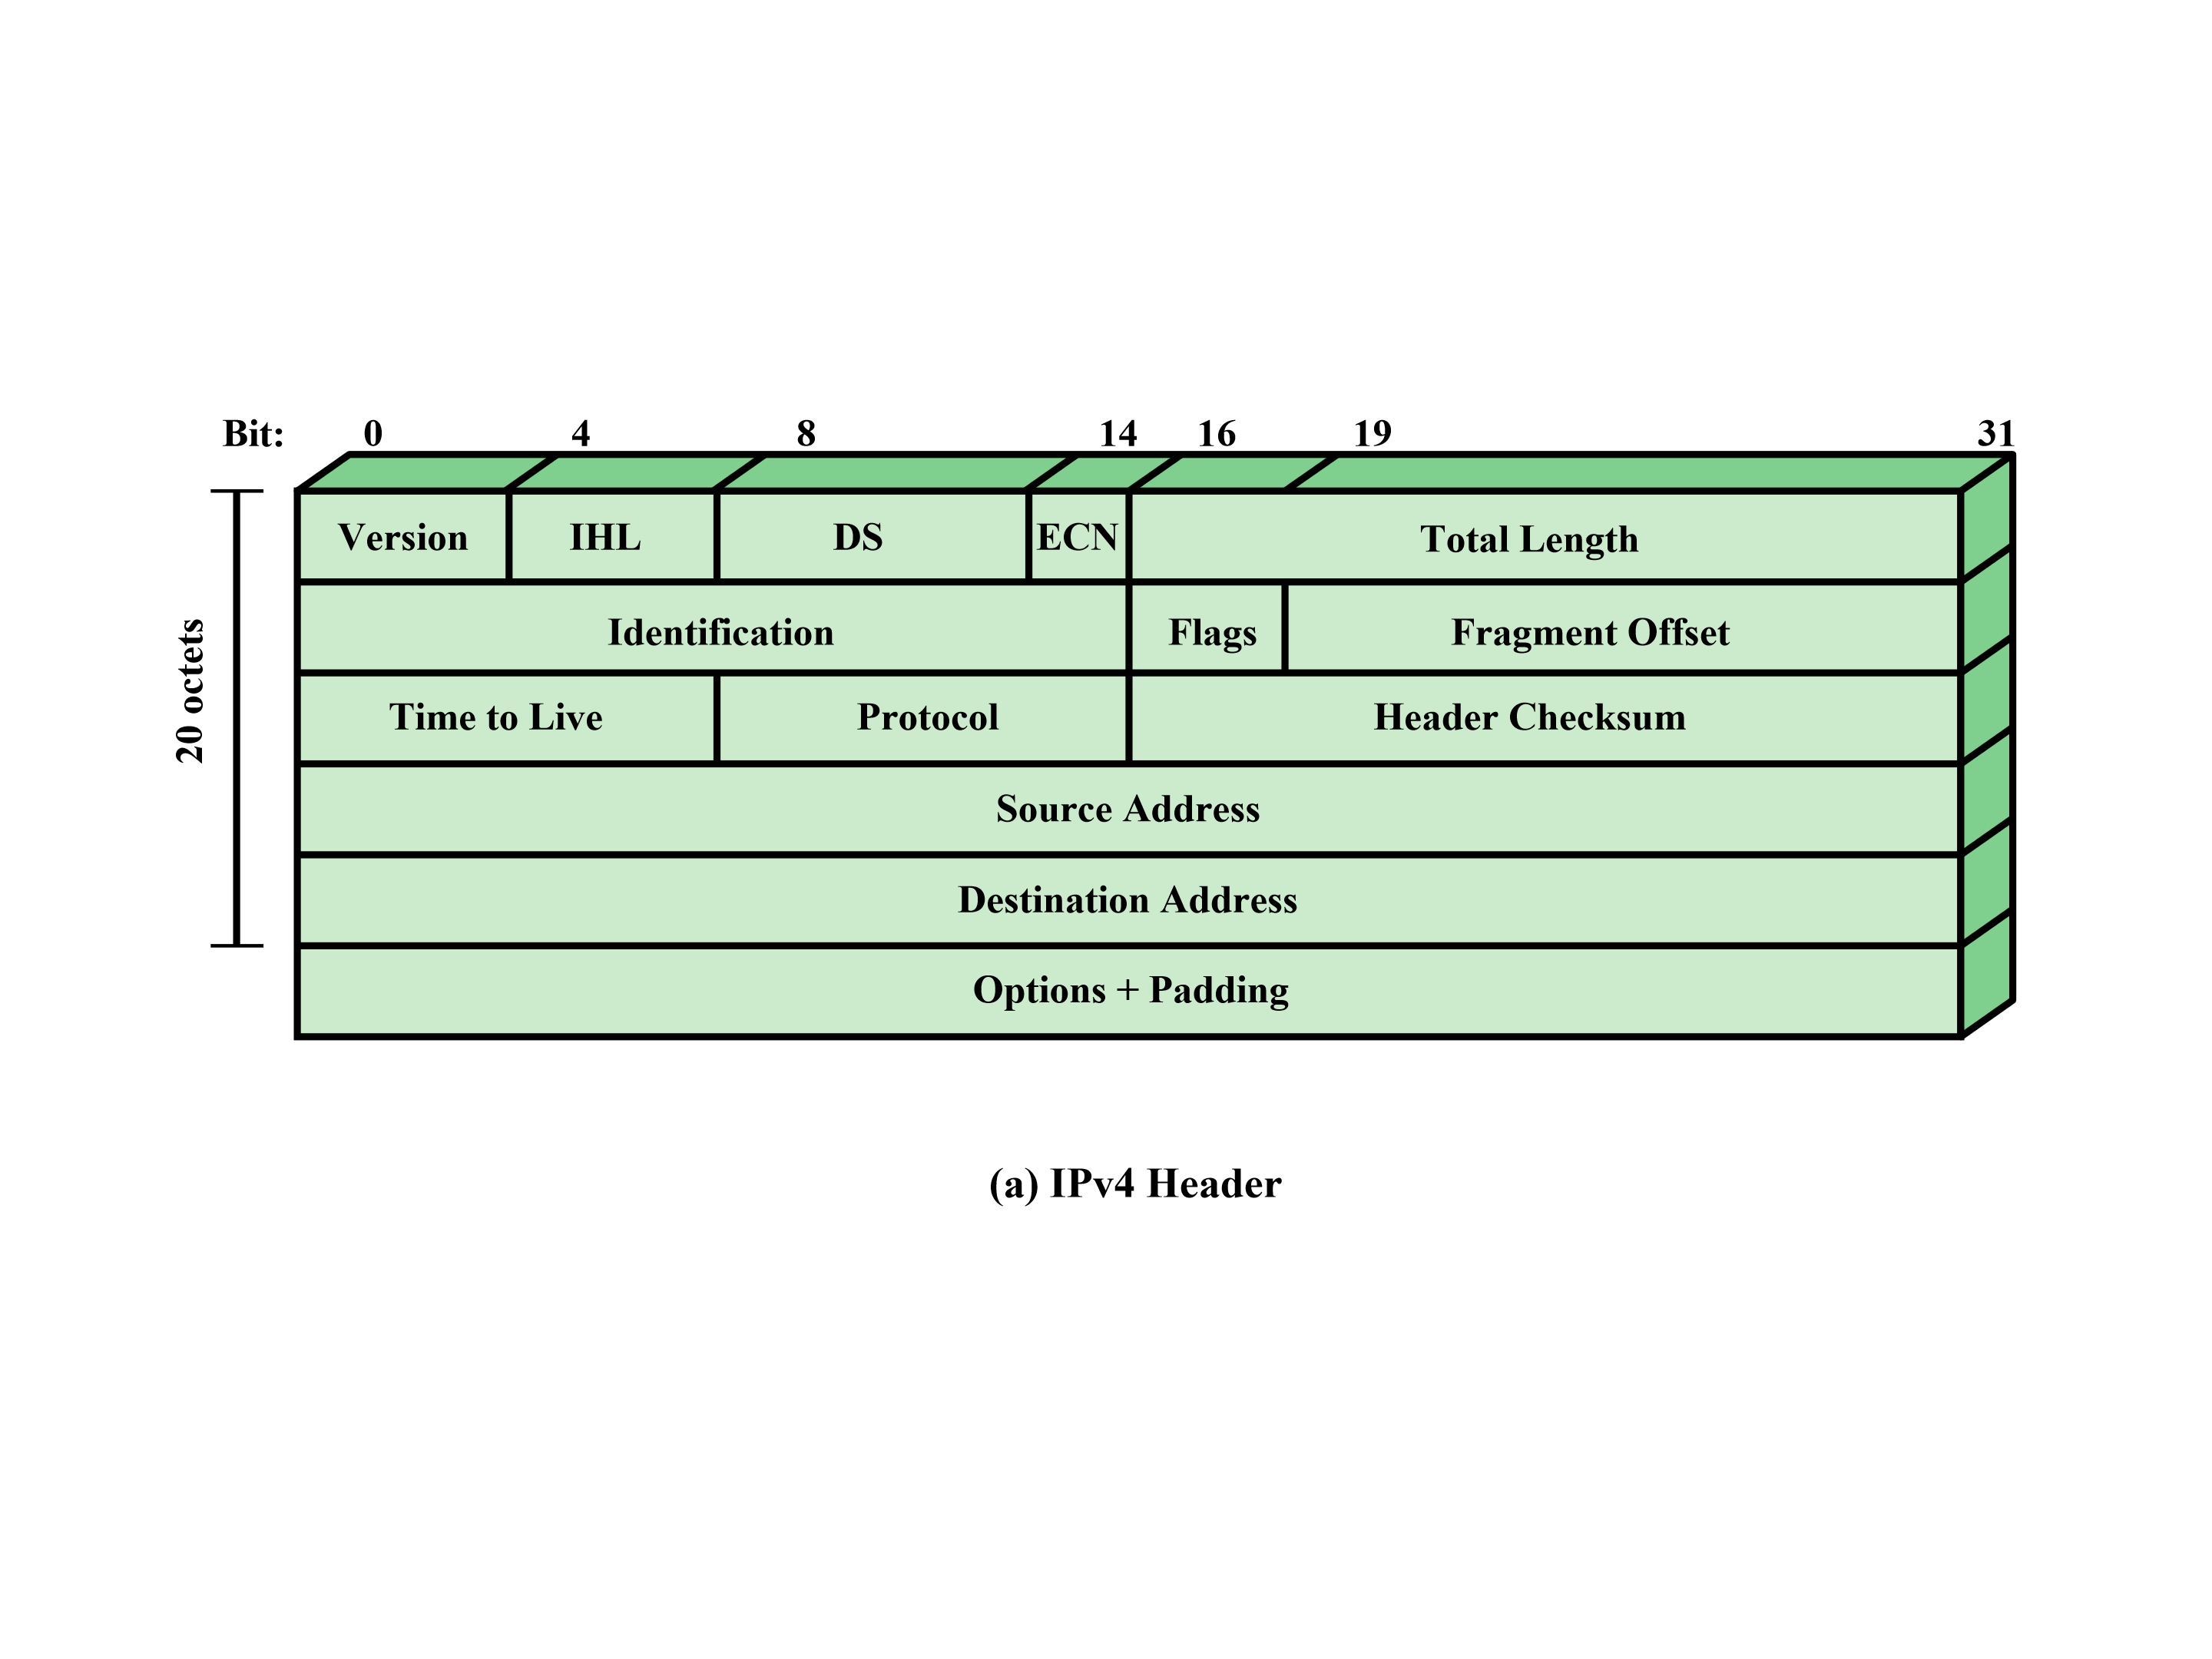 Bit: 0 4 8 14 16 19 31
Version IHL DS ECN Total Length
Identification Flags Fragment Offset
20 octets
Time to Live Protocol Header Checksum
Source Address
Destination Address
Options + Padding
(a) IPv4 Header